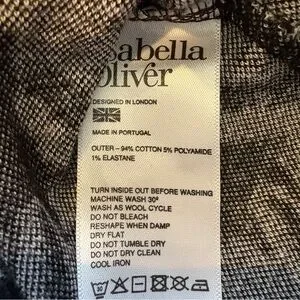 abella
Oliver
DESIGNED IN LONDON
MADE IN PORTUGAL
OUTER – 94% COTTON 5% POLYAMIDE
1% ELASTANE
TURN INSIDE OUT BEFORE WASHING
MACHINE WASH 30º
WASH AS WOOL CYCLE
DO NOT BLEACH
RESHAPE WHEN DAMP
DRY FLAT
DO NOT TUMBLE DRY
DO NOT DRY CLEAN
COOL IRON